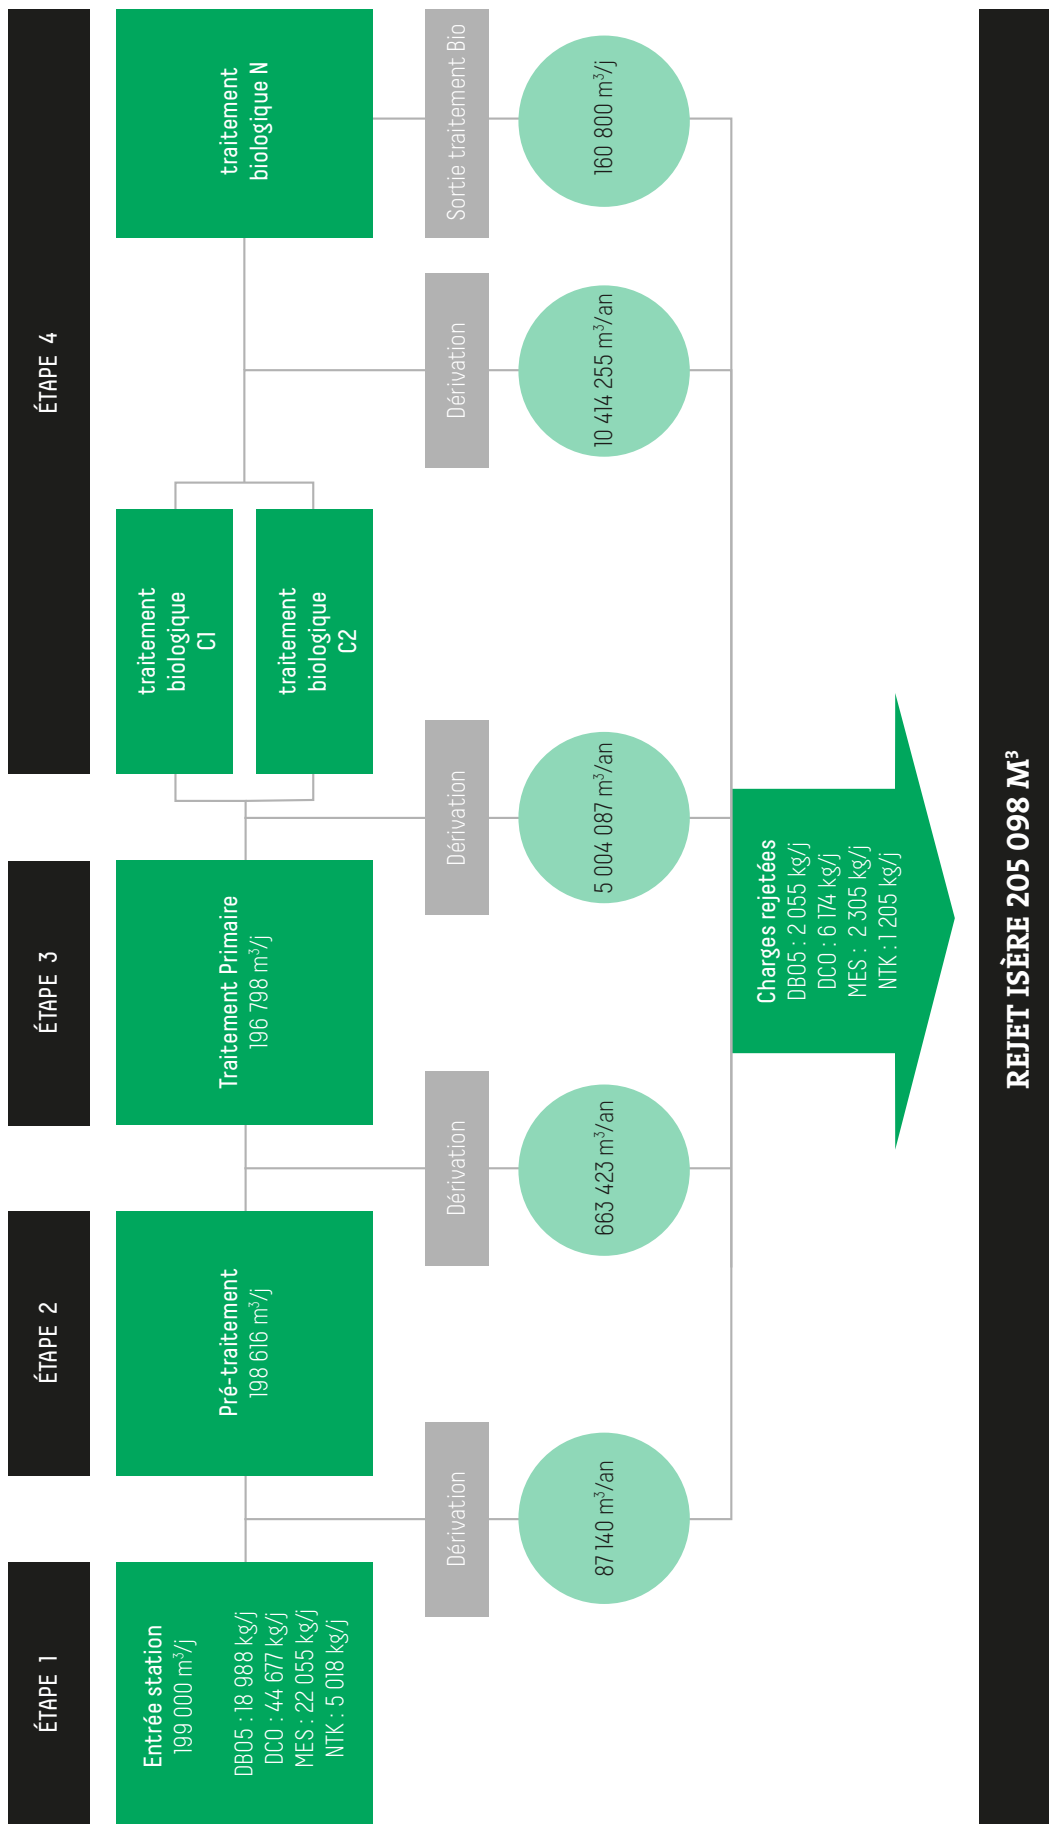 ÉTAPE 1
ÉTAPE 2
ÉTAPE 3
ÉTAPE 4
Entrée station
199 000 m³/j
DBO5 : 18 988 kg/j
DCO : 44 677 kg/j
MES : 22 055 kg/j
NTK : 5 018 kg/j
Pré-traitement
198 616 m³/j
Traitement Primaire
196 798 m³/j
traitement
biologique
C1
traitement
biologique
C2
traitement
biologique N
Dérivation
Dérivation
Dérivation
Dérivation
Sortie traitement Bio
87 140 m³/an
663 423 m³/an
5 004 087 m³/an
10 414 255 m³/an
160 800 m³/j
Charges rejetées
DBO5 : 2 055 kg/j
DCO : 6 174 kg/j
MES : 2 305 kg/j
NTK : 1 205 kg/j
REJET ISÈRE 205 098 M³